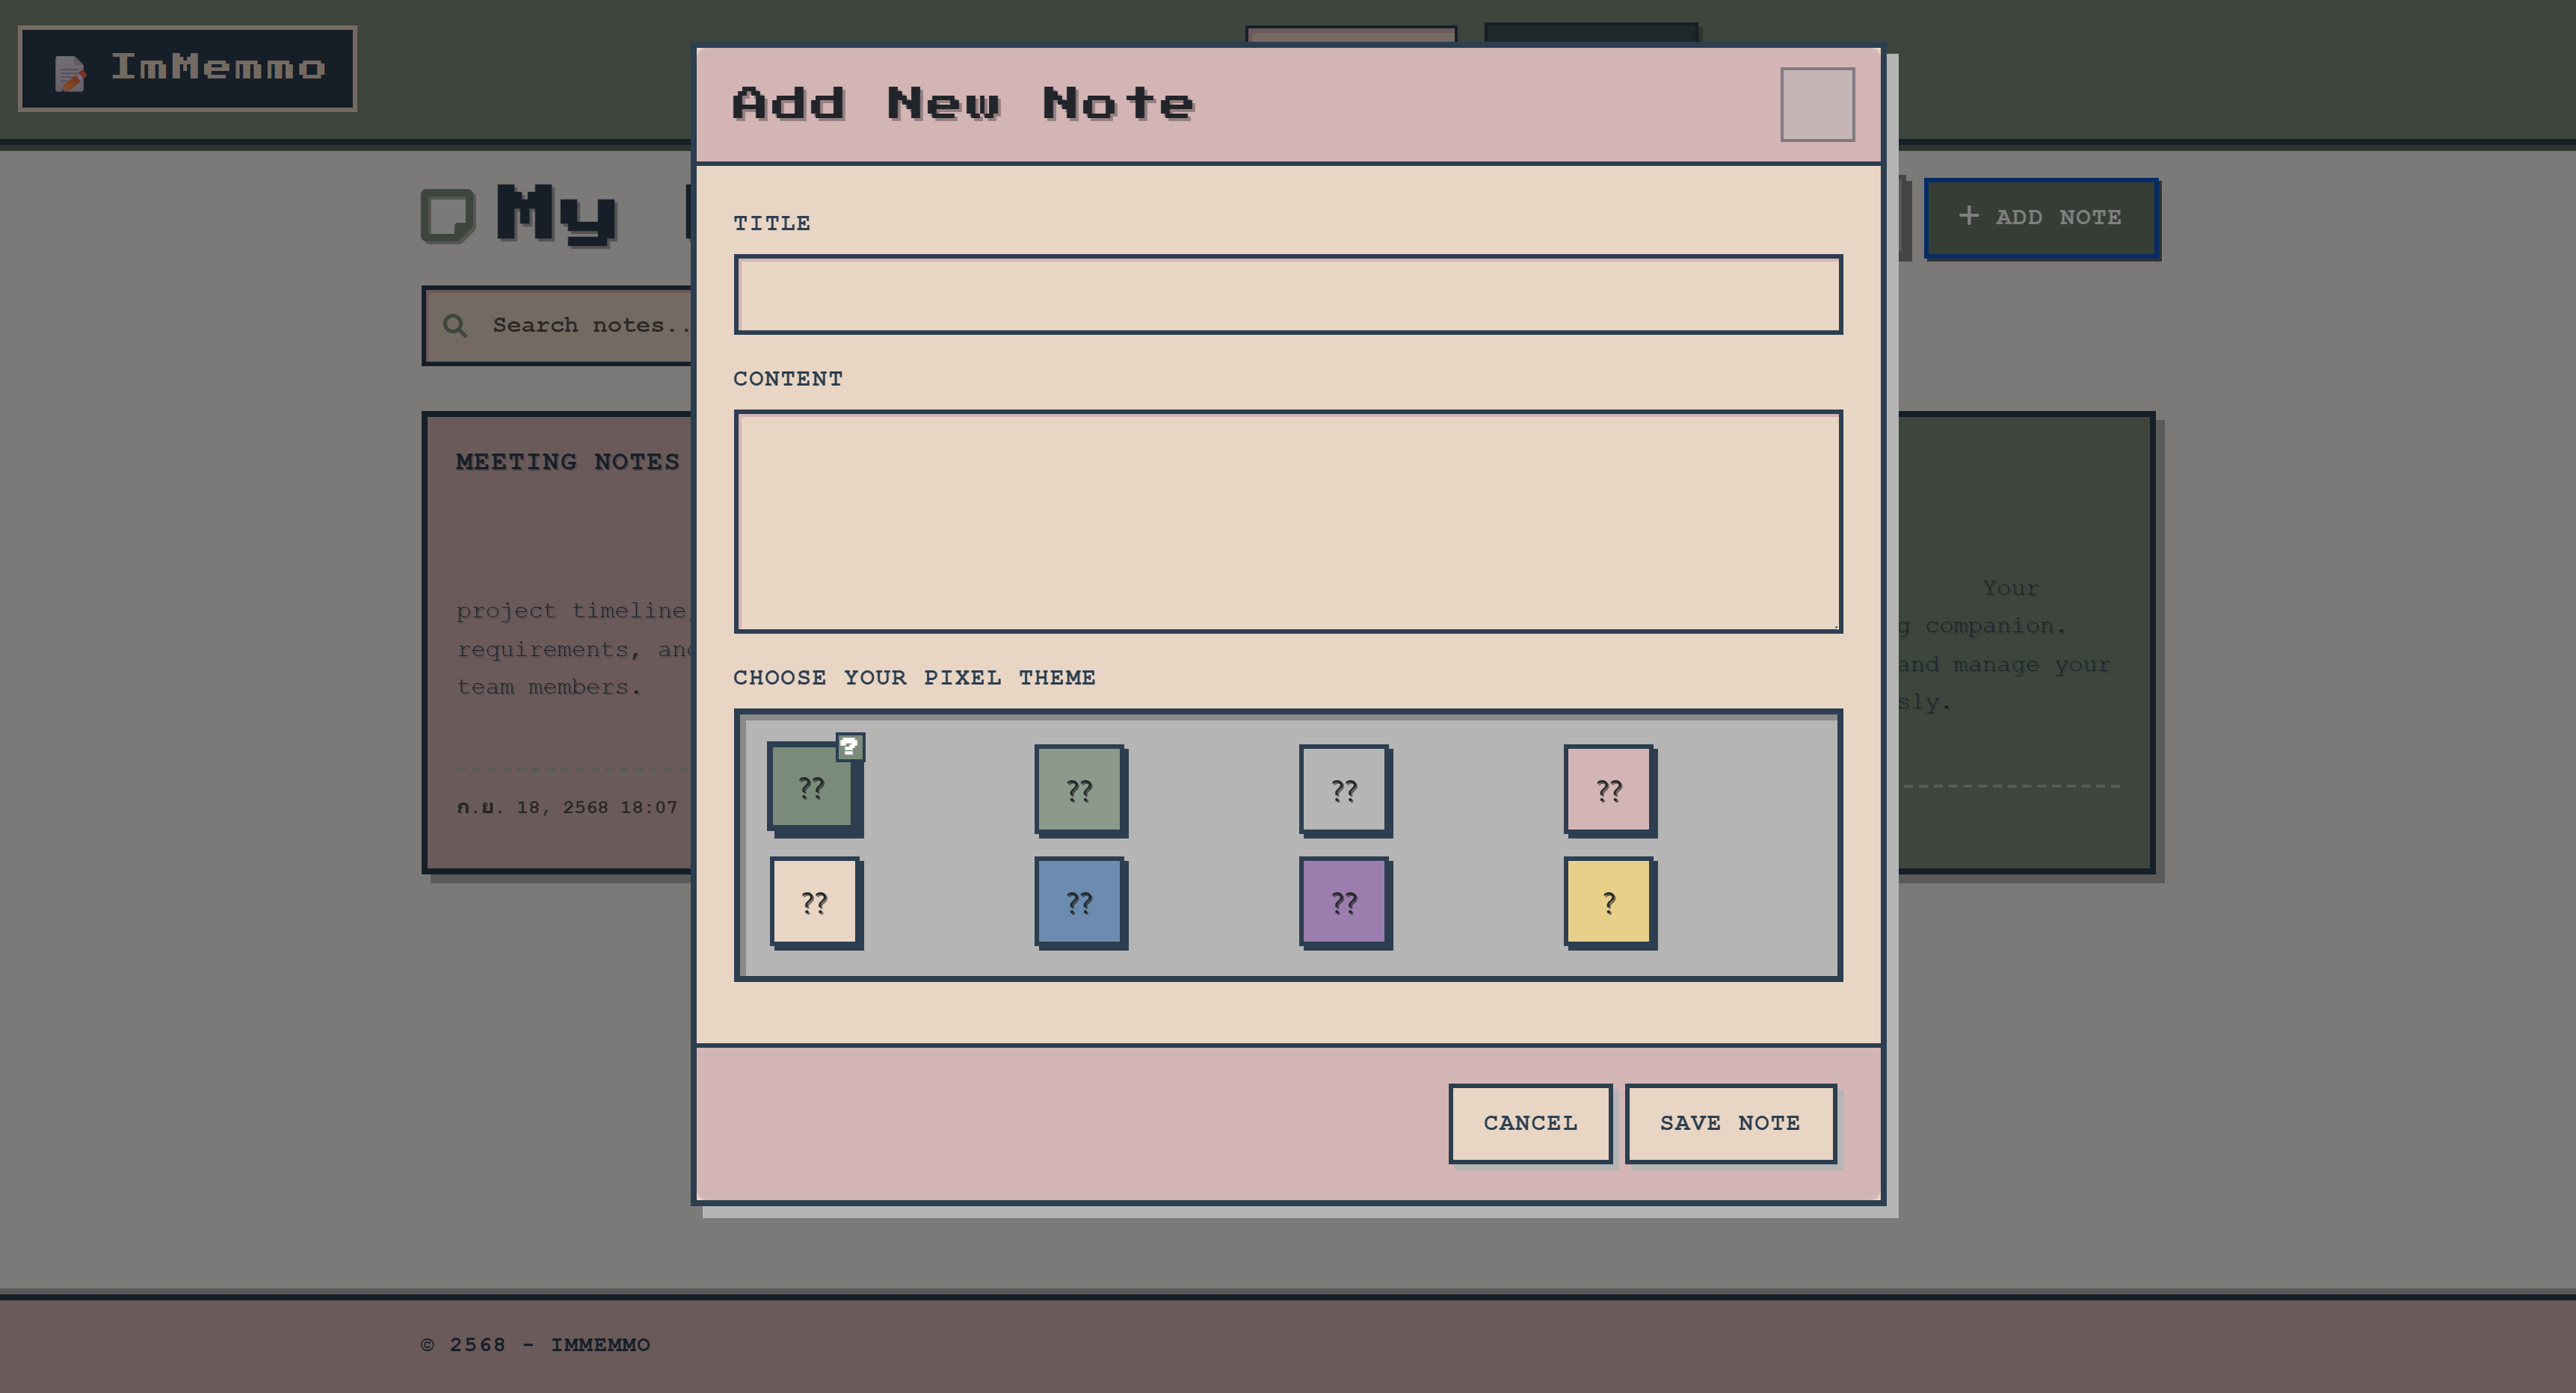 ImMemmo
Add New Note
My
+ ADD NOTE
Search notes..
TITLE
CONTENT
MEETING NOTES
project timeline,
requirements, and
team members.
ก.ย. 18, 2568 18:07
Your
g companion.
and manage your
sly.
CHOOSE YOUR PIXEL THEME
?
?? ?? ?? ??
?? ?? ?? ?
CANCEL
SAVE NOTE
© 2568 - IMMEMMO